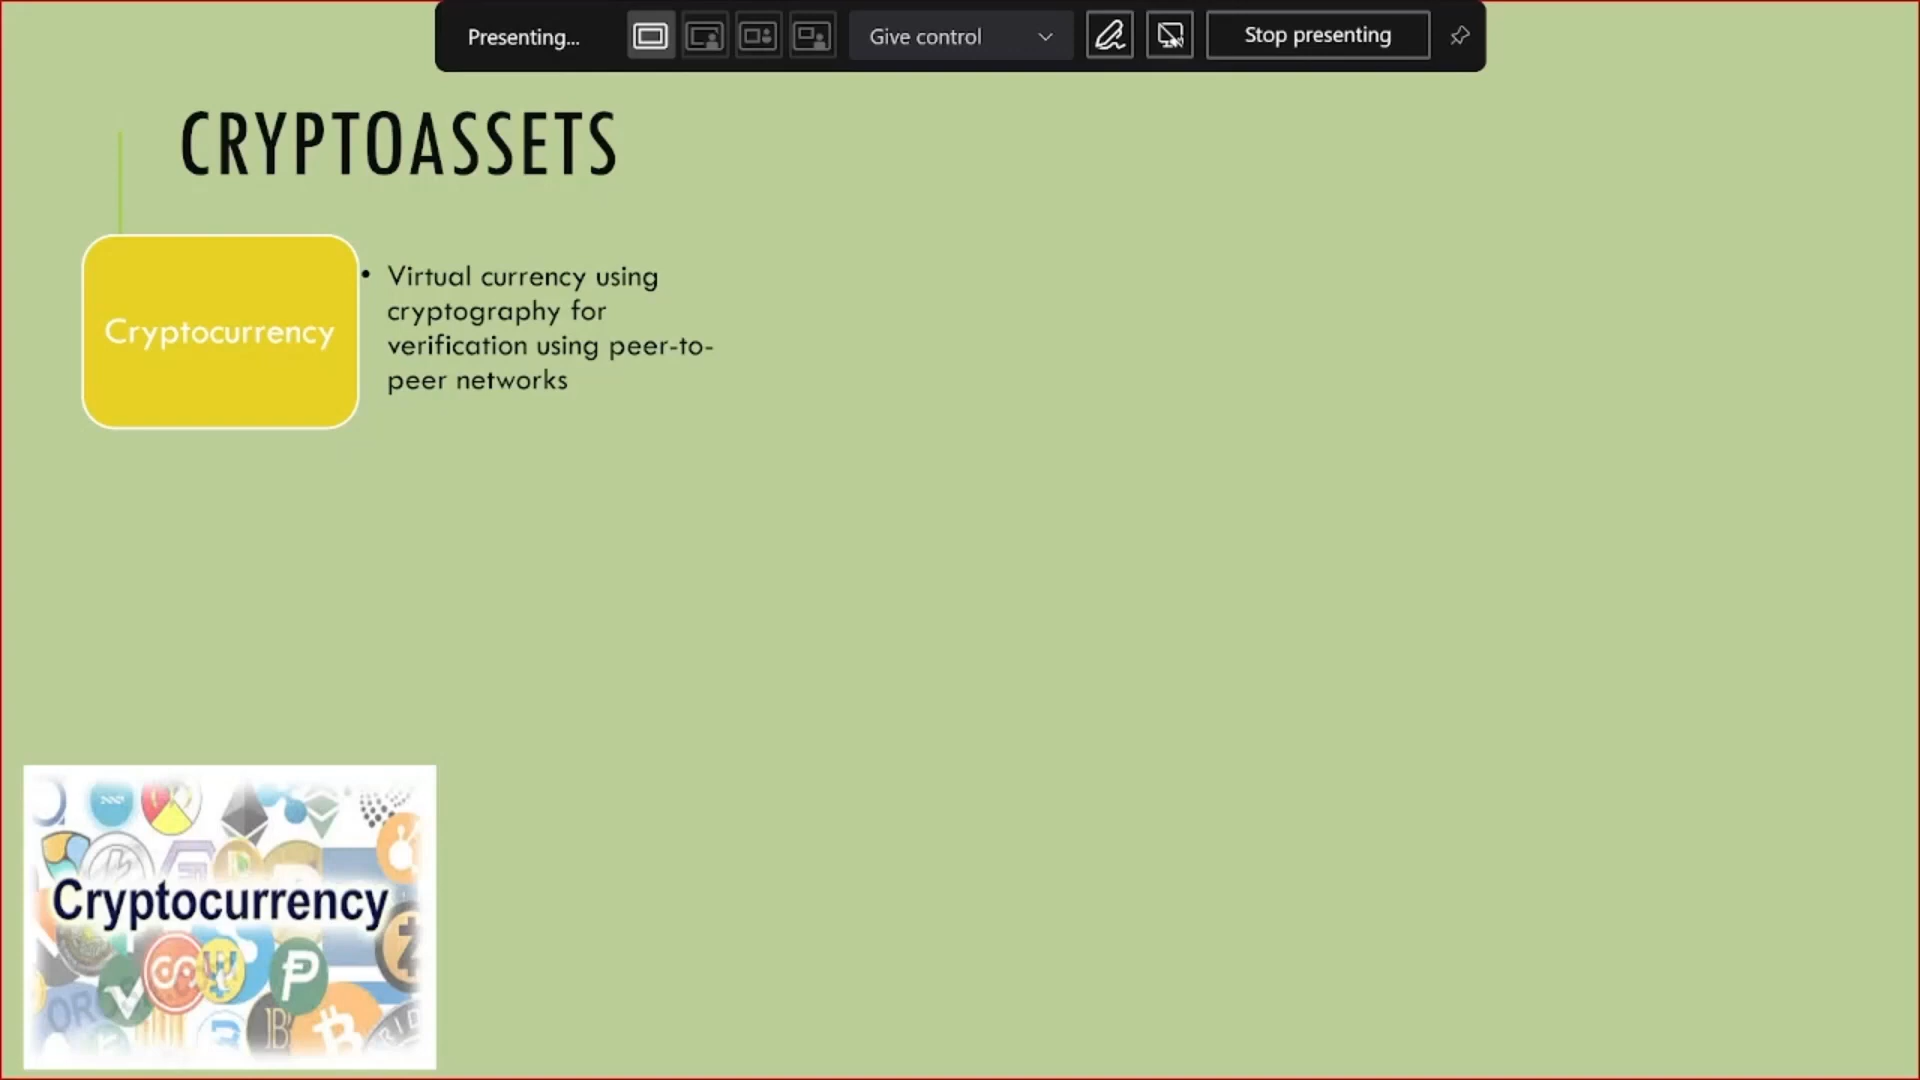 Presenting...
Give control
Stop presenting
CRYPTOASSETS
Cryptocurrency
• Virtual currency using
cryptography for
verification using peer-to-
peer networks
Cryptocurrency